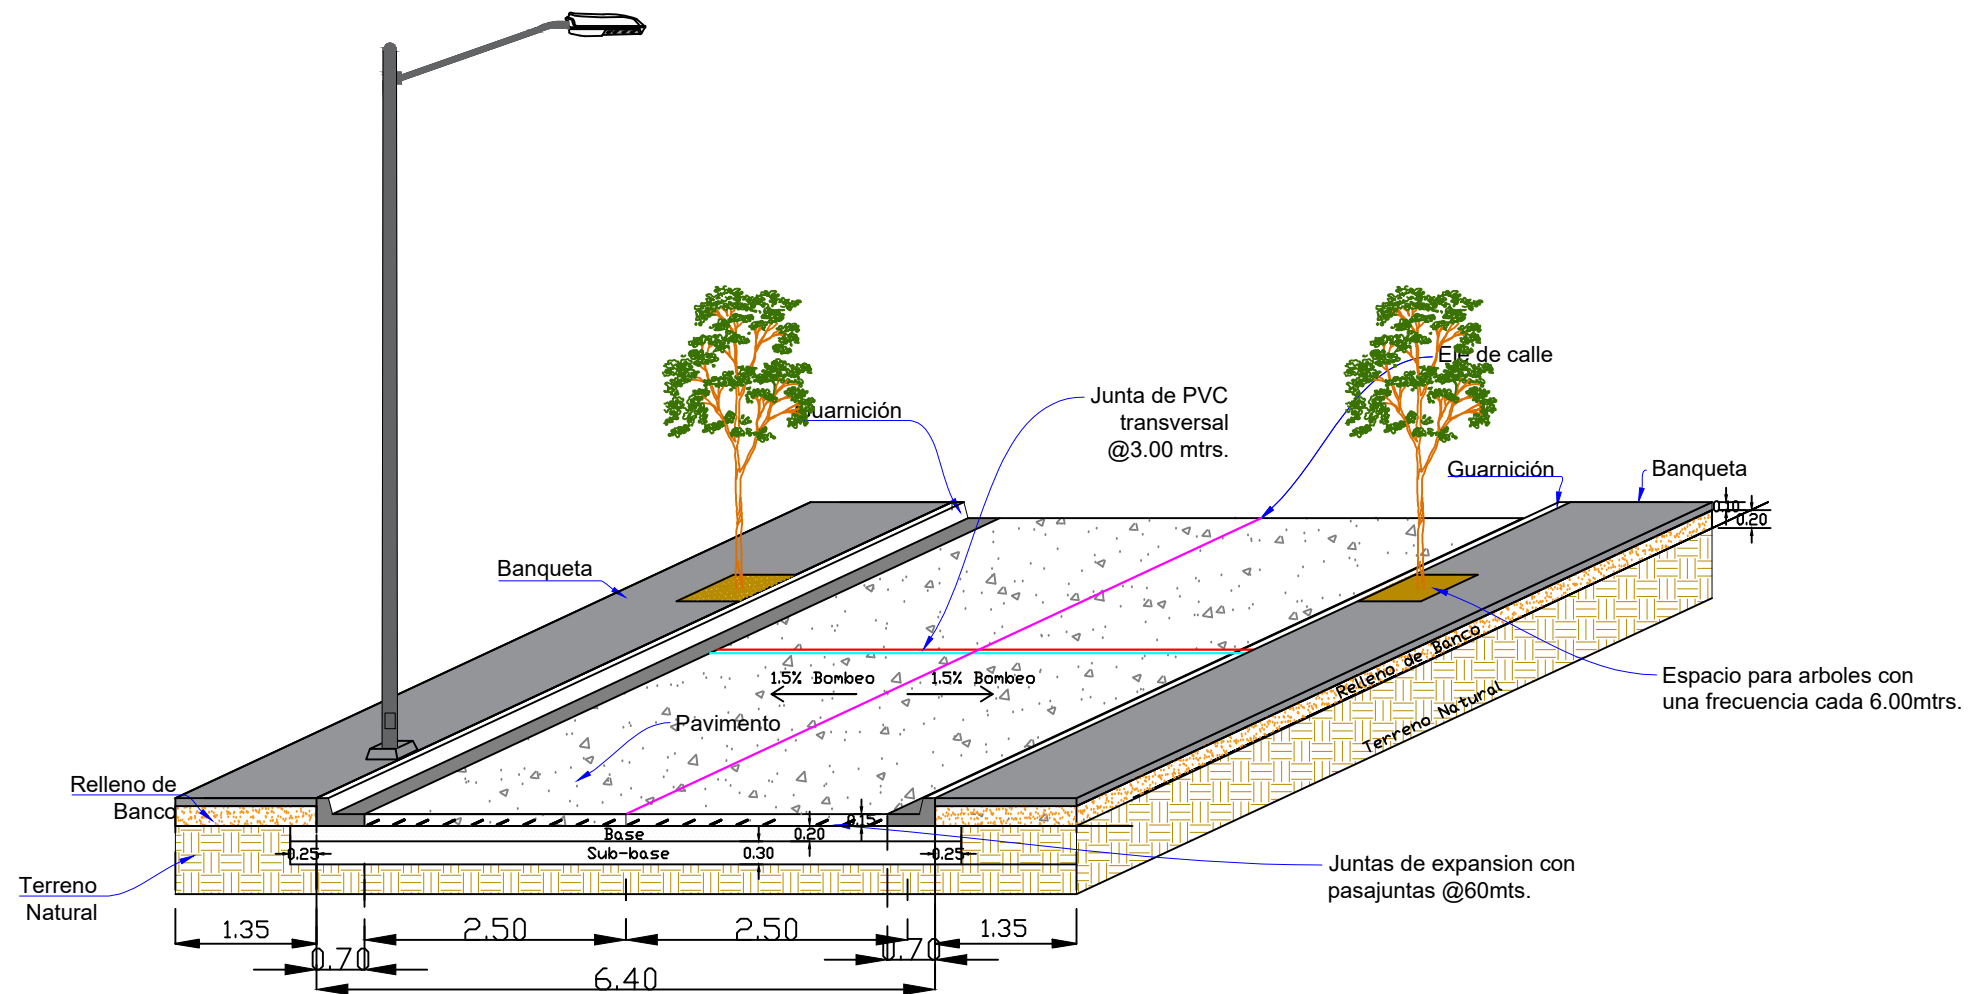 Eje de calle
Junta de PVC
transversal
@3.00 mtrs.
Guarnición
Banqueta
0.10
0.20
Banqueta
1.5% Bombeo
1.5% Bombeo
Relleno de Banco
Terreno Natural
Espacio para arboles con
una frecuencia cada 6.00mtrs.
Pavimento
Relleno de
Banco
0.15
Base
0.20
0.25
Sub-base
0.30
0.25
Juntas de expansion con
pasajuntas @60mts.
Terreno
Natural
1.35
2.50
2.50
1.35
0.70
0.70
6.40